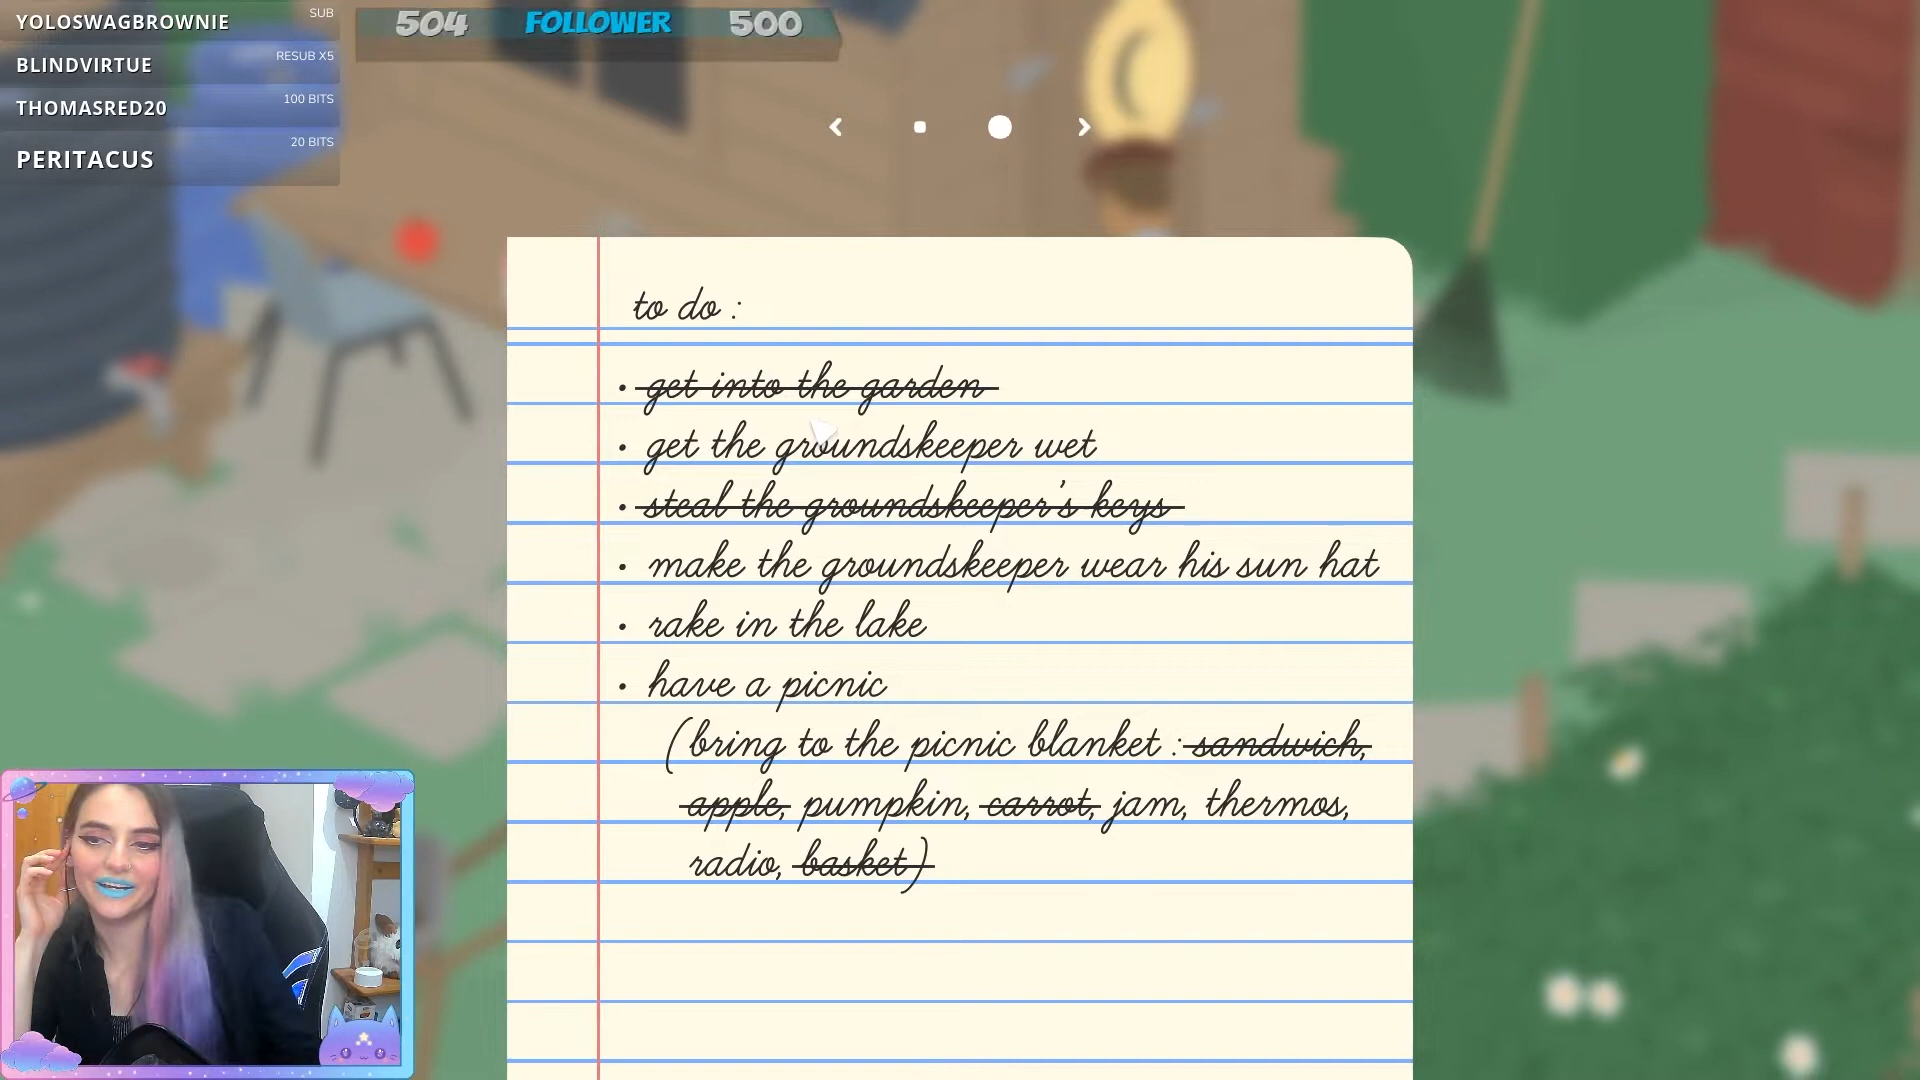 YOLOSWAGBROWNIE SUB
BLINDVIRTUE RESUB X5
THOMASRED20 100 BITS
PERITACUS 20 BITS
504 FOLLOWER 500
to do :
• get into the garden
• get the groundskeeper wet
• steal the groundskeeper's keys
• make the groundskeeper wear his sun hat
• rake in the lake
• have a picnic
(bring to the picnic blanket : sandwich,
apple, pumpkin, carrot, jam, thermos,
radio, basket)